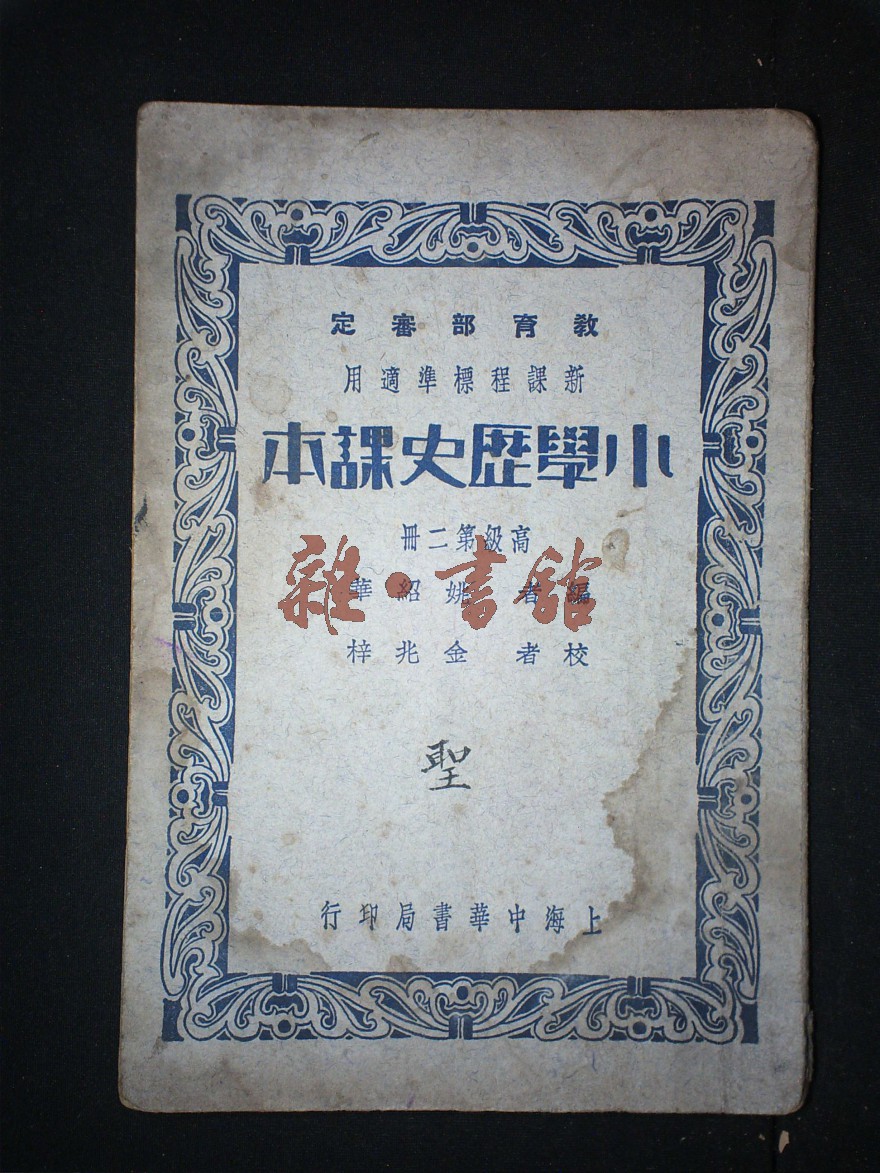 教育部審定
新課程標準適用
小學歷史課本
高級第二冊
編者姚紹華
雜·書館
校者金兆梓
聖
上海中華書局印行